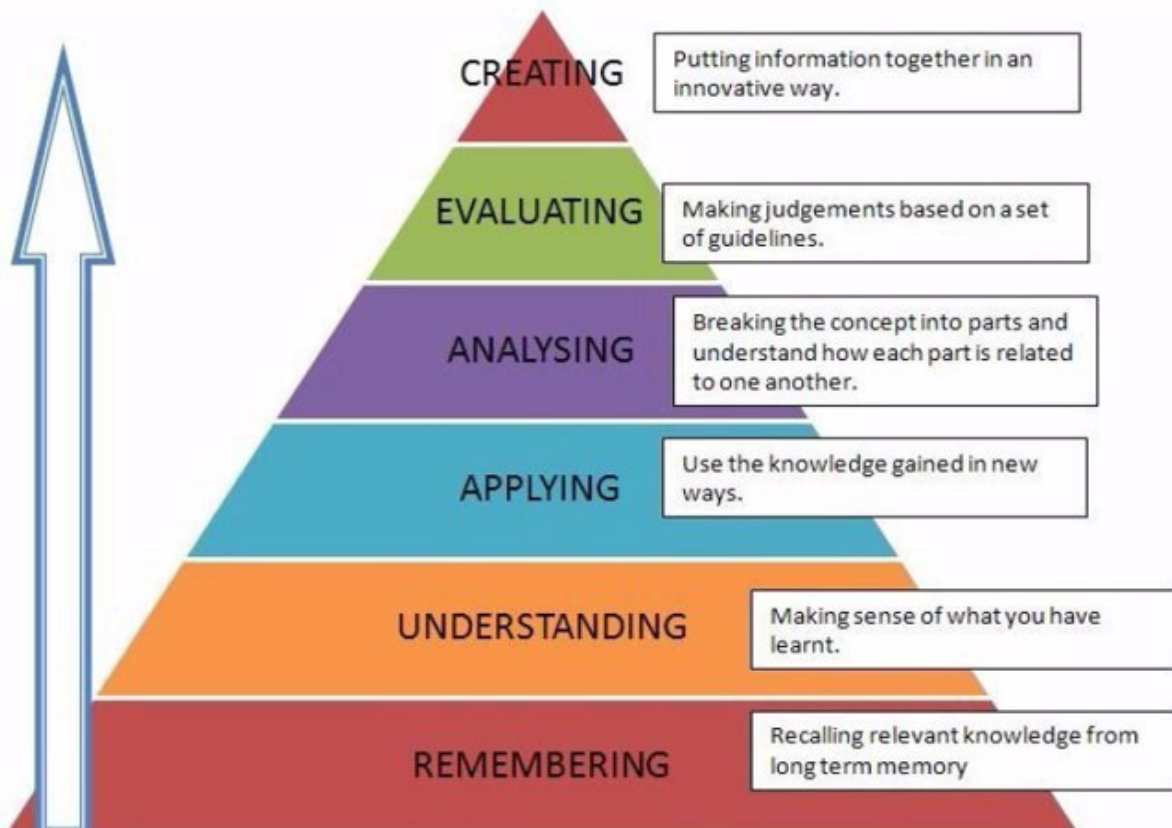 CREATING
Putting information together in an
innovative way.
EVALUATING
Making judgements based on a set
of guidelines.
ANALYSING
Breaking the concept into parts and
understand how each part is related
to one another.
APPLYING
Use the knowledge gained in new
ways.
UNDERSTANDING
Making sense of what you have
learnt.
REMEMBERING
Recalling relevant knowledge from
long term memory